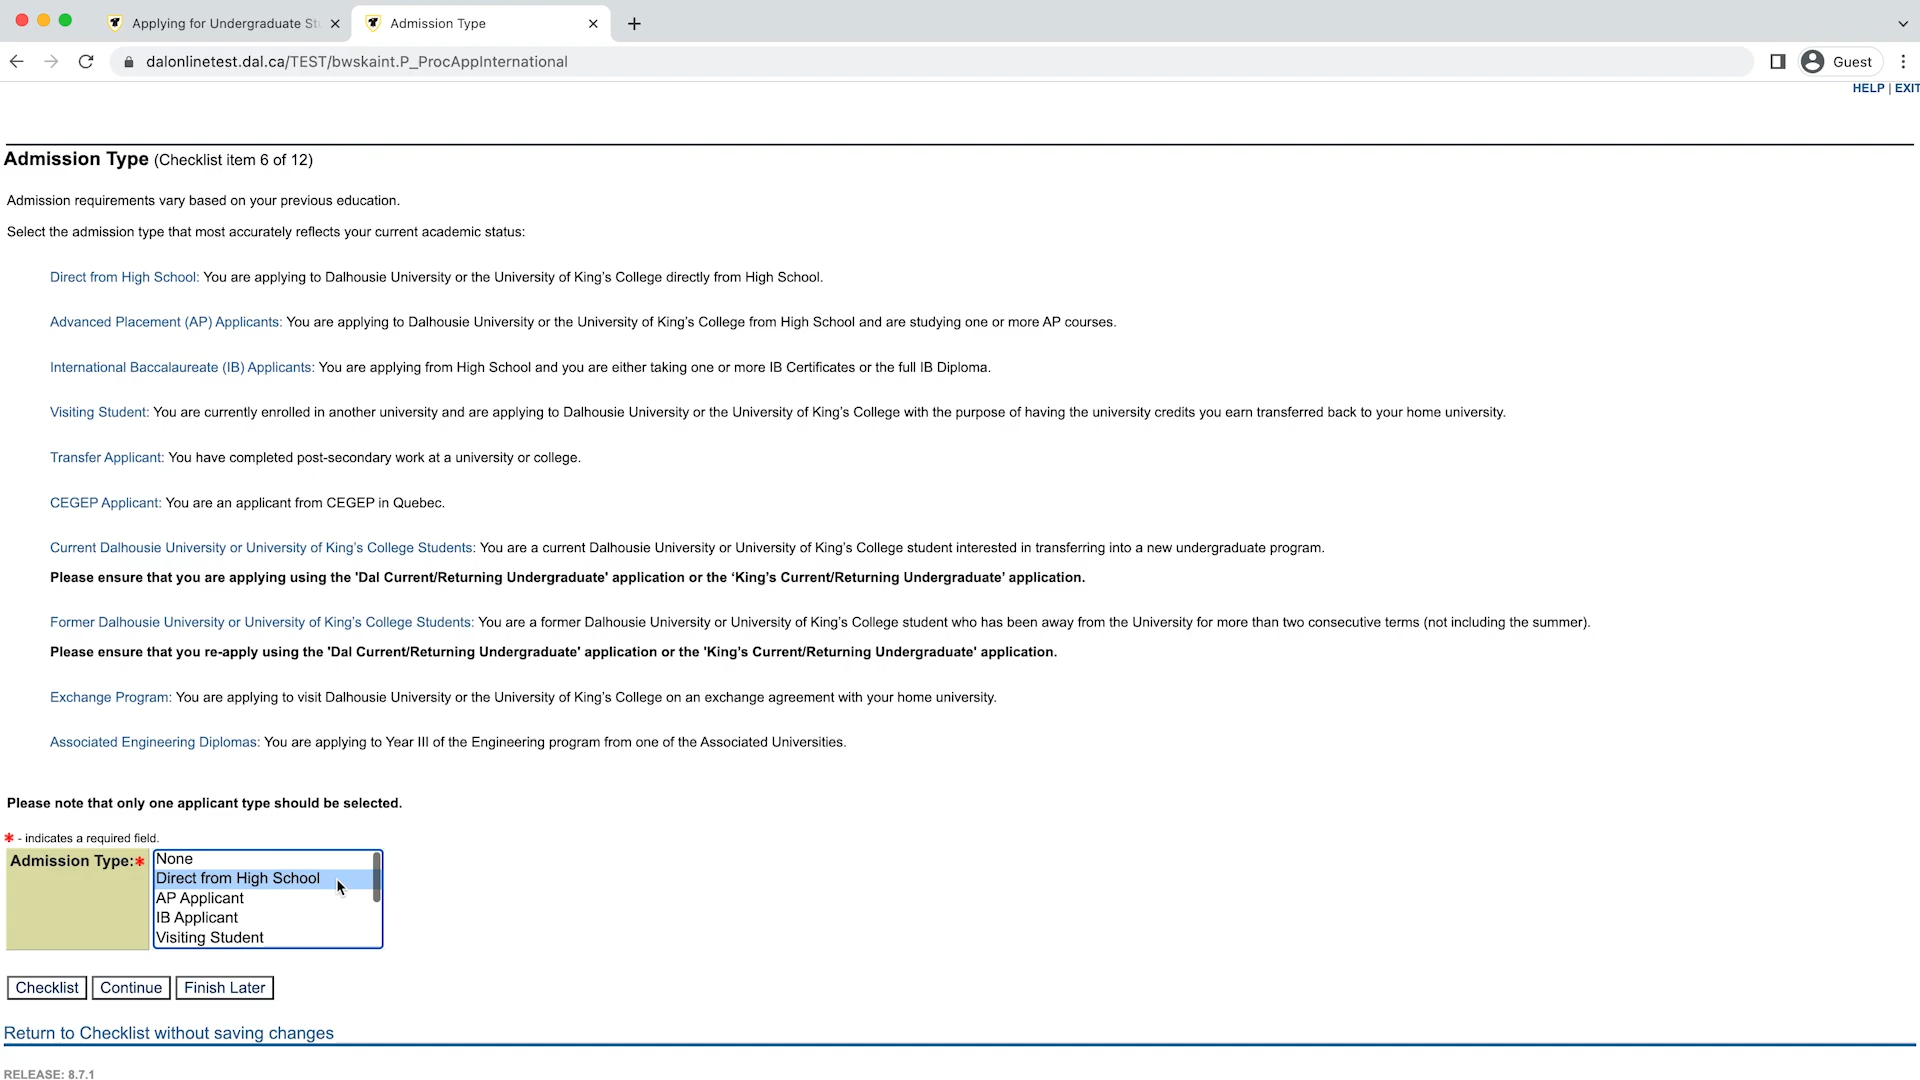 Applying for Undergraduate St
Admission Type
dalonlinetest.dal.ca/TEST/bwskaint.P_ProcAppInternational
Guest
HELP | EXIT
Admission Type (Checklist item 6 of 12)
Admission requirements vary based on your previous education.
Select the admission type that most accurately reflects your current academic status:
Direct from High School: You are applying to Dalhousie University or the University of King’s College directly from High School.
Advanced Placement (AP) Applicants: You are applying to Dalhousie University or the University of King’s College from High School and are studying one or more AP courses.
International Baccalaureate (IB) Applicants: You are applying from High School and you are either taking one or more IB Certificates or the full IB Diploma.
Visiting Student: You are currently enrolled in another university and are applying to Dalhousie University or the University of King’s College with the purpose of having the university credits you earn transferred back to your home university.
Transfer Applicant: You have completed post-secondary work at a university or college.
CEGEP Applicant: You are an applicant from CEGEP in Quebec.
Current Dalhousie University or University of King’s College Students: You are a current Dalhousie University or University of King’s College student interested in transferring into a new undergraduate program.
Please ensure that you are applying using the 'Dal Current/Returning Undergraduate' application or the ‘King’s Current/Returning Undergraduate’ application.
Former Dalhousie University or University of King’s College Students: You are a former Dalhousie University or University of King’s College student who has been away from the University for more than two consecutive terms (not including the summer).
Please ensure that you re-apply using the 'Dal Current/Returning Undergraduate' application or the 'King’s Current/Returning Undergraduate' application.
Exchange Program: You are applying to visit Dalhousie University or the University of King’s College on an exchange agreement with your home university.
Associated Engineering Diplomas: You are applying to Year III of the Engineering program from one of the Associated Universities.
Please note that only one applicant type should be selected.
* - indicates a required field.
Admission Type:*
None
Direct from High School
AP Applicant
IB Applicant
Visiting Student
Checklist Continue Finish Later
Return to Checklist without saving changes
RELEASE: 8.7.1